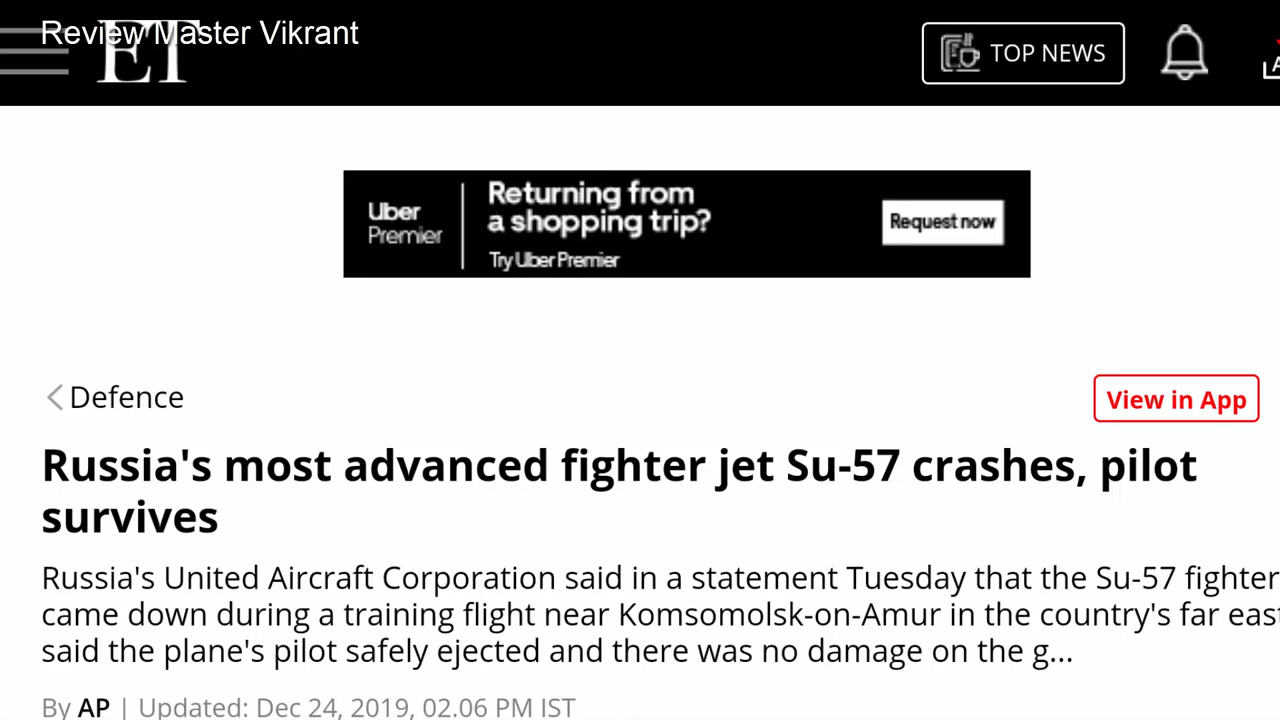 Review Master Vikrant
ET
TOP NEWS
Uber
Premier
Returning from
a shopping trip?
Try Uber Premier
Request now
Defence
View in App
Russia's most advanced fighter jet Su-57 crashes, pilot
survives
Russia's United Aircraft Corporation said in a statement Tuesday that the Su-57 fighter
came down during a training flight near Komsomolsk-on-Amur in the country's far east
said the plane's pilot safely ejected and there was no damage on the g...
By AP | Updated: Dec 24, 2019, 02.06 PM IST